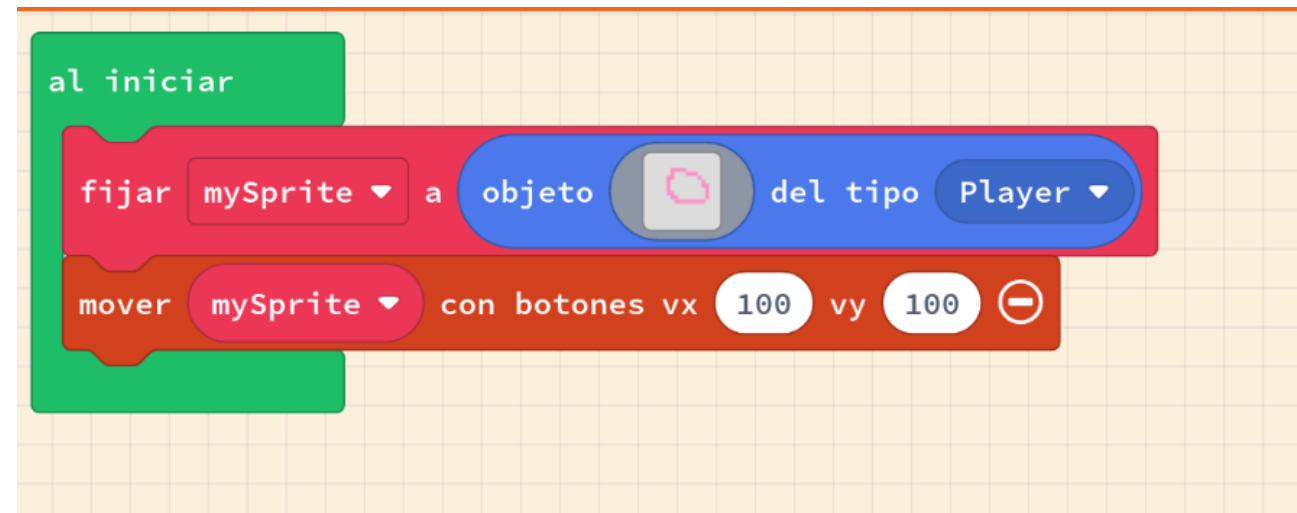 al iniciar
fijar mySprite a objeto del tipo Player
mover mySprite con botones vx 100 vy 100